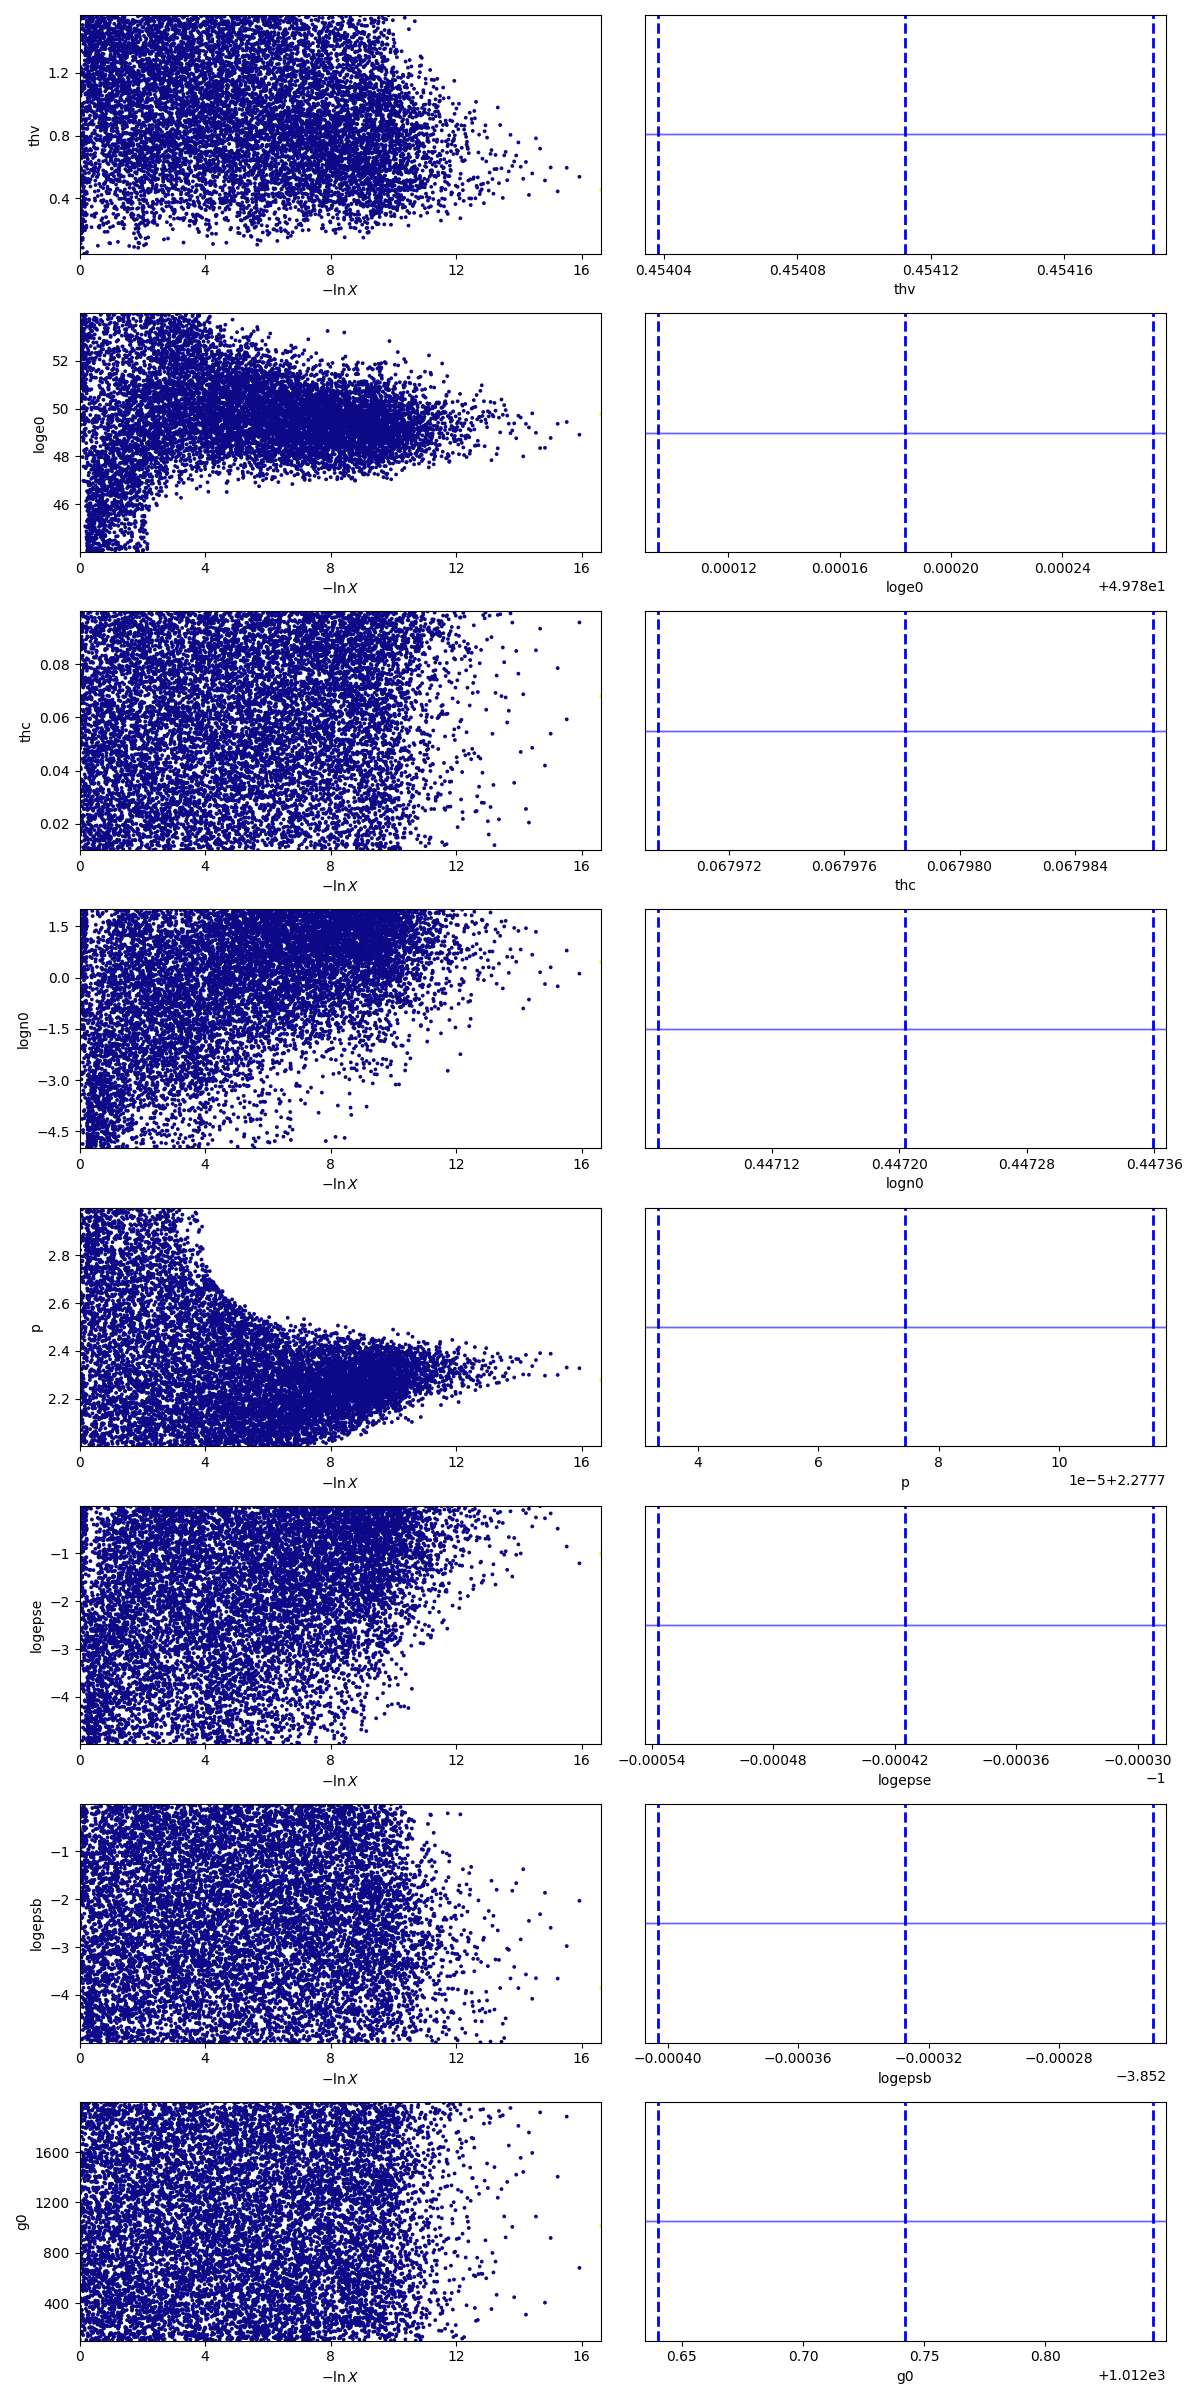 1.2
0.8
0.4
thv
0 4 8 12 16
−ln X
0.45404 0.45408 0.45412 0.45416
thv
52
50
48
46
loge0
0 4 8 12 16
−ln X
0.00012 0.00016 0.00020 0.00024
loge0
+4.978e1
0.08
0.06
0.04
0.02
thc
0 4 8 12 16
−ln X
0.067972 0.067976 0.067980 0.067984
thc
1.5
0.0
−1.5
−3.0
−4.5
logn0
0 4 8 12 16
−ln X
0.44712 0.44720 0.44728 0.44736
logn0
2.8
2.6
2.4
2.2
p
0 4 8 12 16
−ln X
4 6 8 10
p
1e−5+2.2777
−1
−2
−3
−4
logepse
0 4 8 12 16
−ln X
−0.00054 −0.00048 −0.00042 −0.00036 −0.00030
logepse
−1
−1
−2
−3
−4
logepsb
0 4 8 12 16
−ln X
−0.00040 −0.00036 −0.00032 −0.00028
logepsb
−3.852
1600
1200
800
400
g0
0 4 8 12 16
−ln X
0.65 0.70 0.75 0.80
g0
+1.012e3